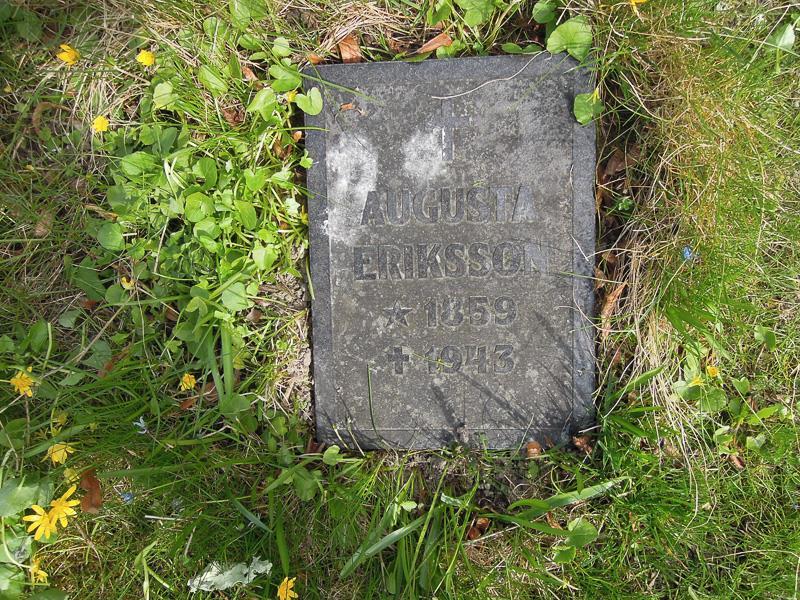 AUGUSTA
ERIKSSON
★ 1859
✝ 1943